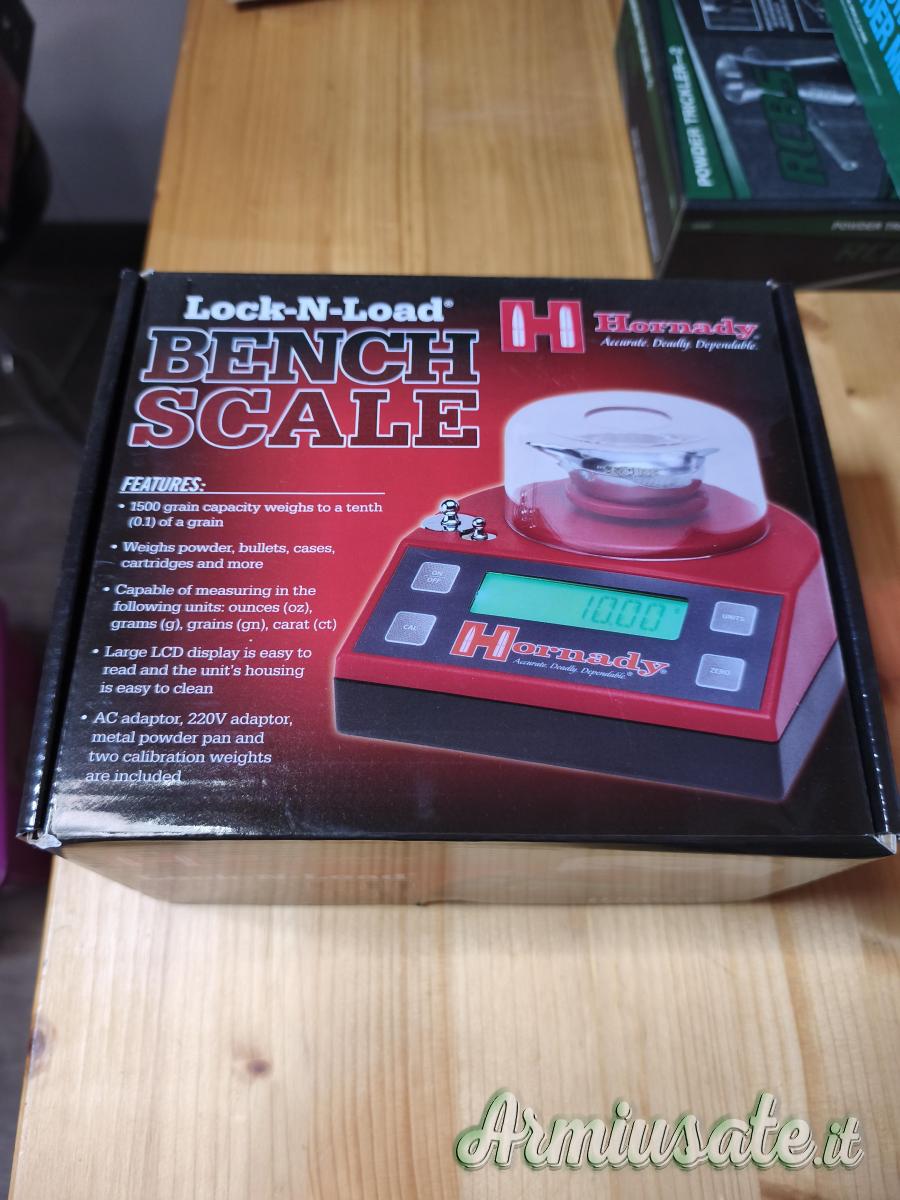 POWDER TRICKLER-2
RCBS
POWDER
Lock-N-Load®
BENCH
SCALE
H
Hornady®
Accurate. Deadly. Dependable.
FEATURES:
• 1500 grain capacity weighs to a tenth
(0.1) of a grain
• Weighs powder, bullets, cases,
cartridges and more
• Capable of measuring in the
following units: ounces (oz),
grams (g), grains (gn), carat (ct)
• Large LCD display is easy to
read and the unit's housing
is easy to clean
• AC adaptor, 220V adaptor,
metal powder pan and
two calibration weights
are included
ON
OFF
CAL
10.00
UNITS
ZERO
Hornady®
Accurate. Deadly. Dependable.®
Armiusate.it